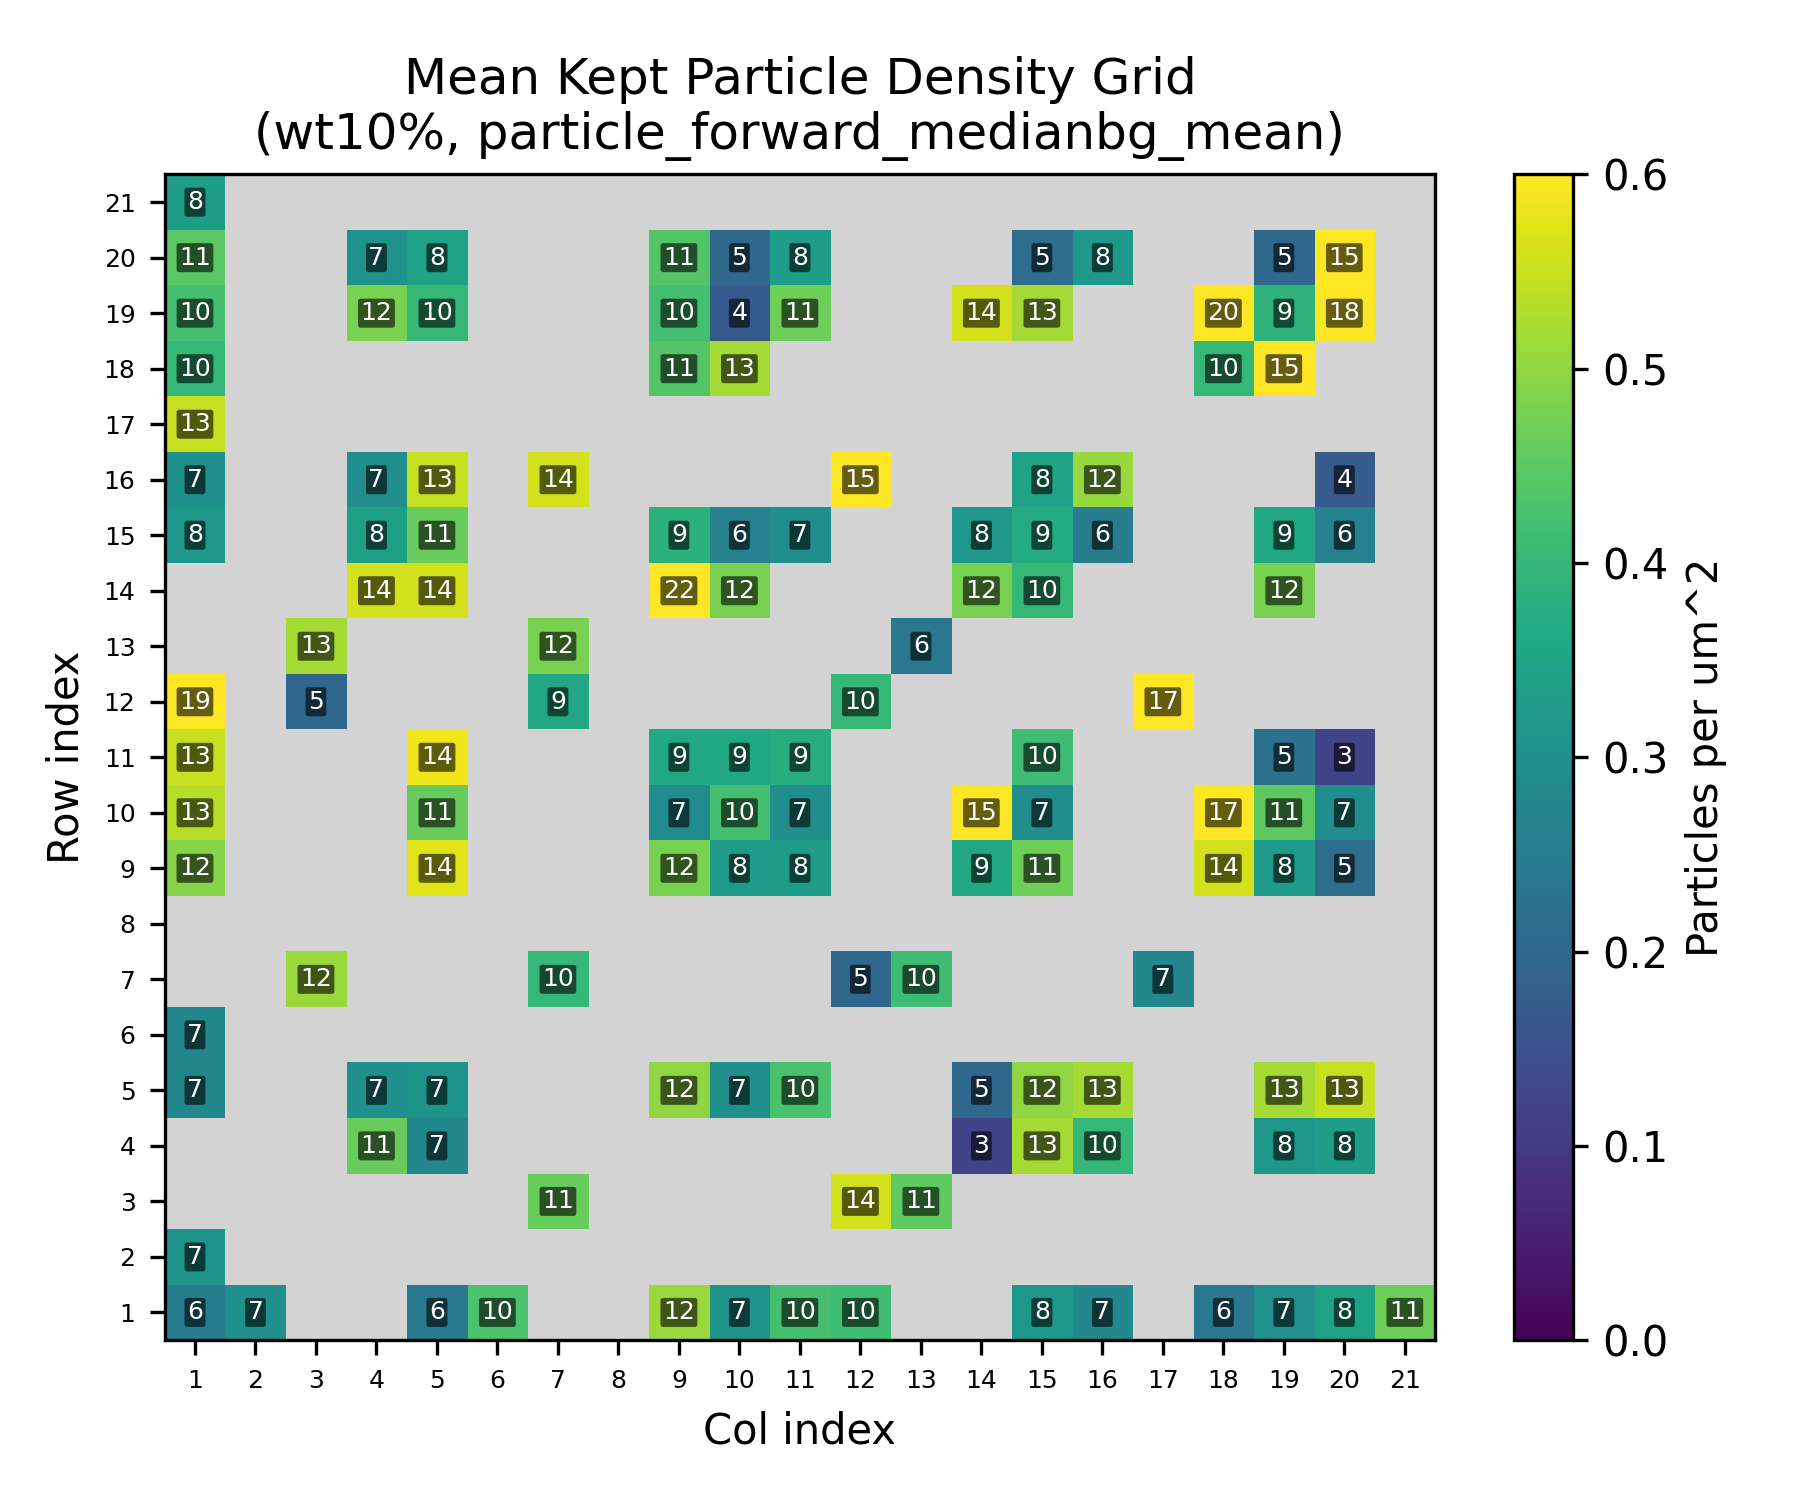 Mean Kept Particle Density Grid
(wt10%, particle_forward_medianbg_mean)
21 8
20 11 7 8 11 5 8 5 8 5 15
19 10 12 10 10 4 11 14 13 20 9 18
18 10 11 13 10 15
17 13
16 7 7 13 14 15 8 12 4
15 8 8 11 9 6 7 8 9 6 9 6
14 14 14 22 12 12 10 12
13 13 12 6
12 19 5 9 10 17
11 13 14 9 9 9 10 5 3
10 13 11 7 10 7 15 7 17 11 7
9 12 14 12 8 8 9 11 14 8 5
8
7 12 10 5 10 7
6 7
5 7 7 7 12 7 10 5 12 13 13 13
4 11 7 3 13 10 8 8
3 11 14 11
2 7
1 6 7 6 10 12 7 10 10 8 7 6 7 8 11
1 2 3 4 5 6 7 8 9 10 11 12 13 14 15 16 17 18 19 20 21
Col index
Row index
0.6
0.5
0.4
0.3
0.2
0.1
0.0
Particles per um^2